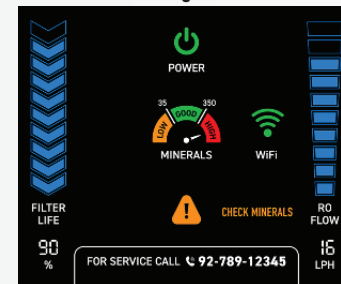 POWER
35
350
LOW
GOOD
HIGH
MINERALS
WiFi
FILTER
LIFE
!
CHECK MINERALS
RO
FLOW
90
%
FOR SERVICE CALL 92-789-12345
16
LPH